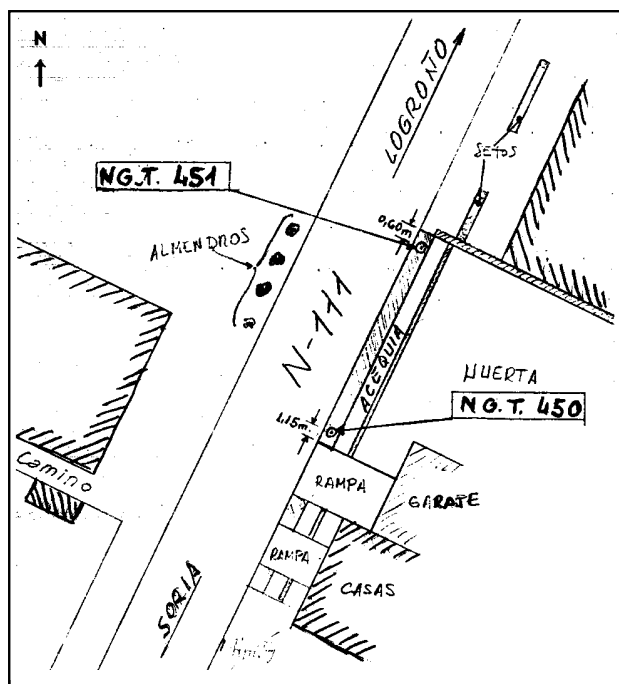 N
LOGROÑO
SETOS
NG.T. 451
0,60m
ALMENDROS
N-111
ACEQUIA
HUERTA
NG.T. 450
1,15m.
Camino
RAMPA
GARAJE
RAMPA
CASAS
SORIA